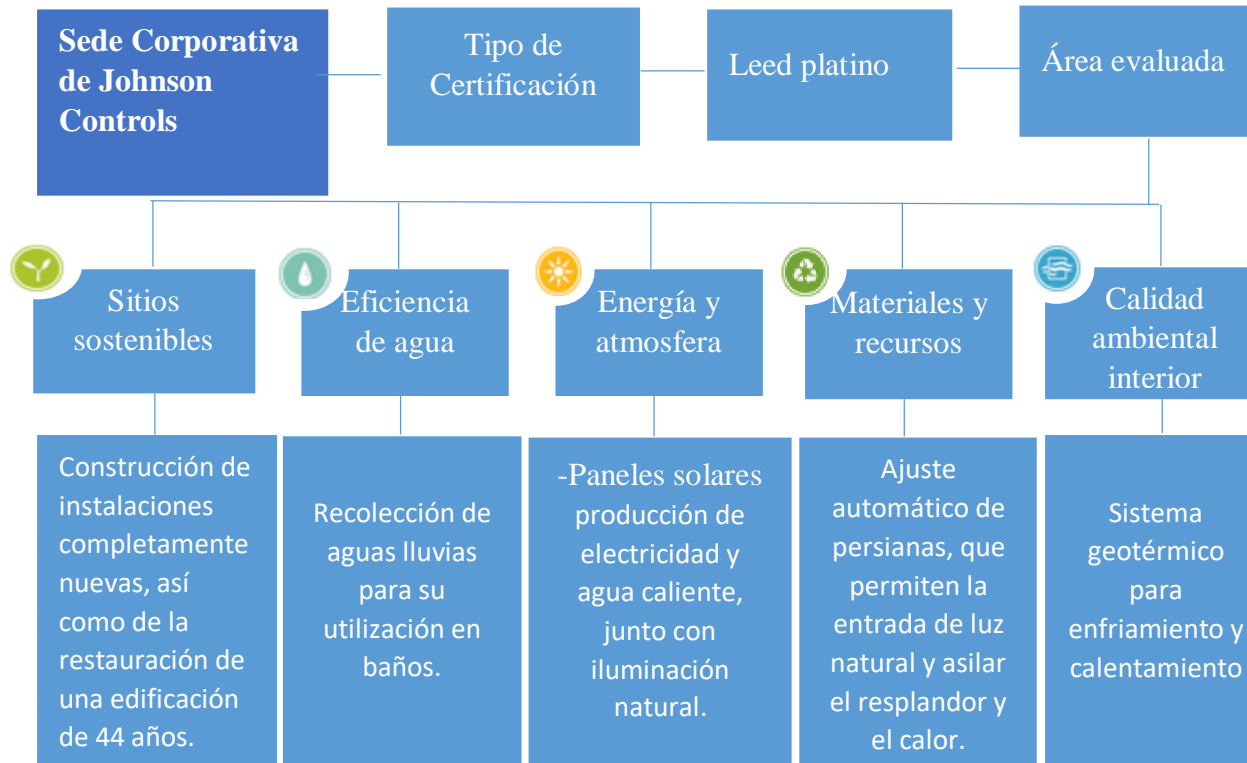 Sede Corporativa
de Johnson
Controls
Tipo de
Certificación
Leed platino
Área evaluada
Sitios
sostenibles
Eficiencia
de agua
Energía y
atmosfera
Materiales y
recursos
Calidad
ambiental
interior
Construcción de
instalaciones
completamente
nuevas, así
como de la
restauración de
una edificación
de 44 años.
Recolección de
aguas lluvias
para su
utilización en
baños.
-Paneles solares
producción de
electricidad y
agua caliente,
junto con
iluminación
natural.
Ajuste
automático de
persianas, que
permiten la
entrada de luz
natural y asilar
el resplandor y
el calor.
Sistema
geotérmico
para
enfriamiento y
calentamiento